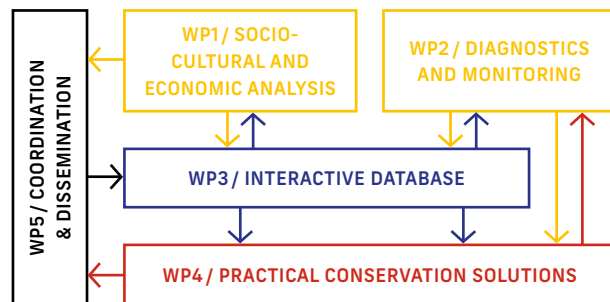 WP5 / COORDINATION
& DISSEMINATION
WP1 / SOCIO-
CULTURAL AND
ECONOMIC ANALYSIS
WP2 / DIAGNOSTICS
AND MONITORING
WP3 / INTERACTIVE DATABASE
WP4 / PRACTICAL CONSERVATION SOLUTIONS